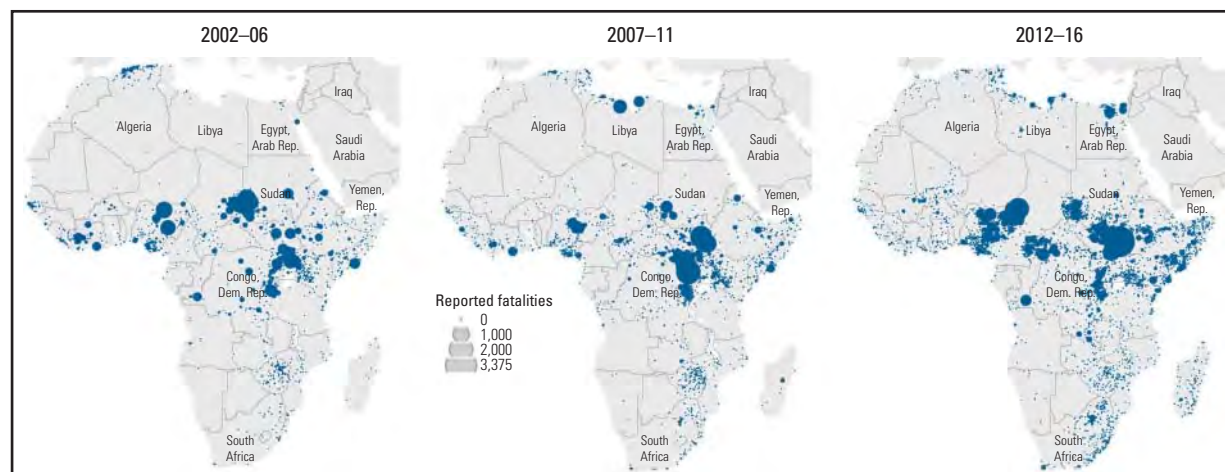 2002–06
2007–11
2012–16
Algeria
Libya
Egypt,
Arab Rep.
Iraq
Saudi
Arabia
Sudan
Yemen,
Rep.
Congo,
Dem. Rep.
South
Africa
Algeria
Libya
Egypt,
Arab Rep.
Iraq
Saudi
Arabia
Sudan
Yemen,
Rep.
Congo,
Dem. Rep.
South
Africa
Reported fatalities
0
1,000
2,000
3,375
Algeria
Libya
Egypt,
Arab Rep.
Iraq
Saudi
Arabia
Sudan
Yemen,
Rep.
Congo,
Dem. Rep.
South
Africa